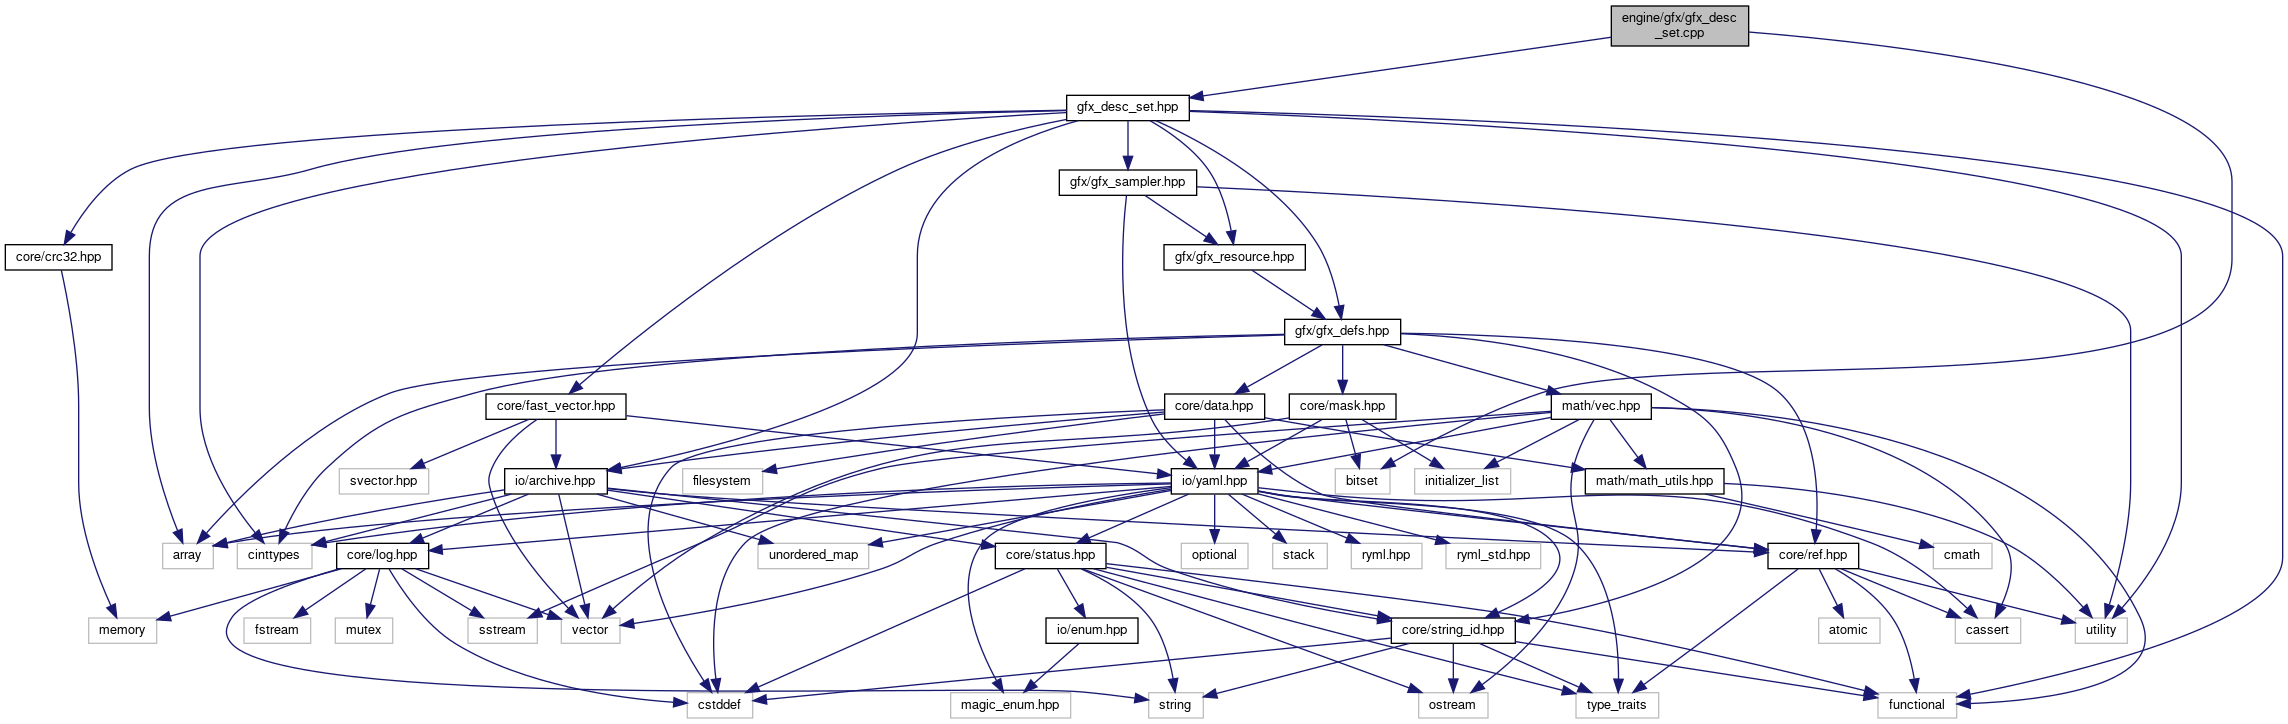 engine/gfx/gfx_desc
_set.cpp
gfx_desc_set.hpp
gfx/gfx_sampler.hpp
core/crc32.hpp
gfx/gfx_resource.hpp
gfx/gfx_defs.hpp
core/fast_vector.hpp
core/data.hpp
core/mask.hpp
math/vec.hpp
svector.hpp
io/archive.hpp
filesystem
io/yaml.hpp
bitset
initializer_list
math/math_utils.hpp
array
cinttypes
core/log.hpp
unordered_map
core/status.hpp
optional
stack
ryml.hpp
ryml_std.hpp
core/ref.hpp
cmath
memory
fstream
mutex
sstream
vector
io/enum.hpp
core/string_id.hpp
atomic
cassert
utility
cstddef
magic_enum.hpp
string
ostream
type_traits
functional